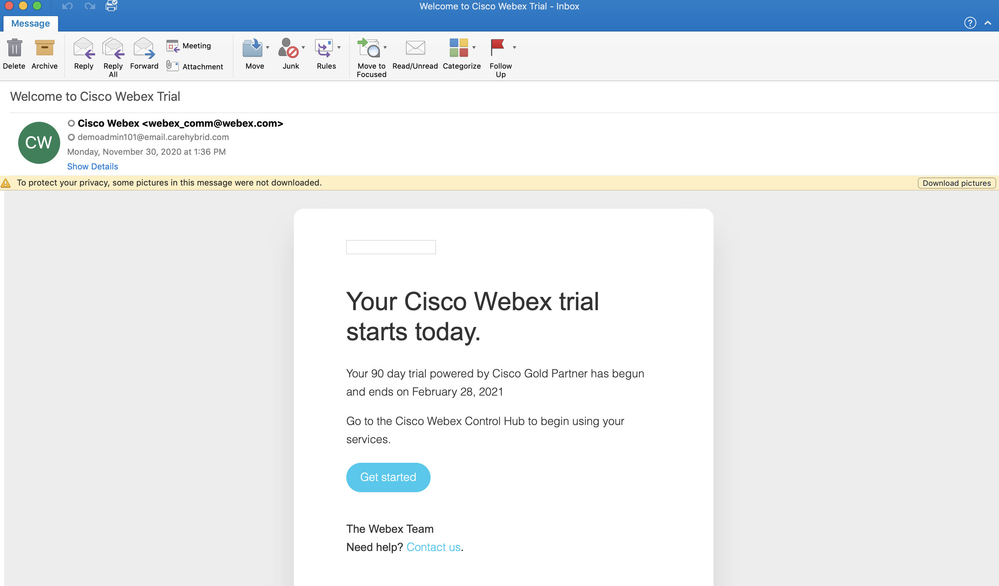 Welcome to Cisco Webex Trial - Inbox
Message
?
Delete
Archive
Reply
Reply
All
Forward
Meeting
Attachment
Move
Junk
Rules
Move to
Focused
Read/Unread
Categorize
Follow
Up
Welcome to Cisco Webex Trial
CW
Cisco Webex <webex_comm@webex.com>
demoadmin101@email.carehybrid.com
Monday, November 30, 2020 at 1:36 PM
Show Details
To protect your privacy, some pictures in this message were not downloaded.
Download pictures
Your Cisco Webex trial
starts today.
Your 90 day trial powered by Cisco Gold Partner has begun
and ends on February 28, 2021
Go to the Cisco Webex Control Hub to begin using your
services.
Get started
The Webex Team
Need help? Contact us.